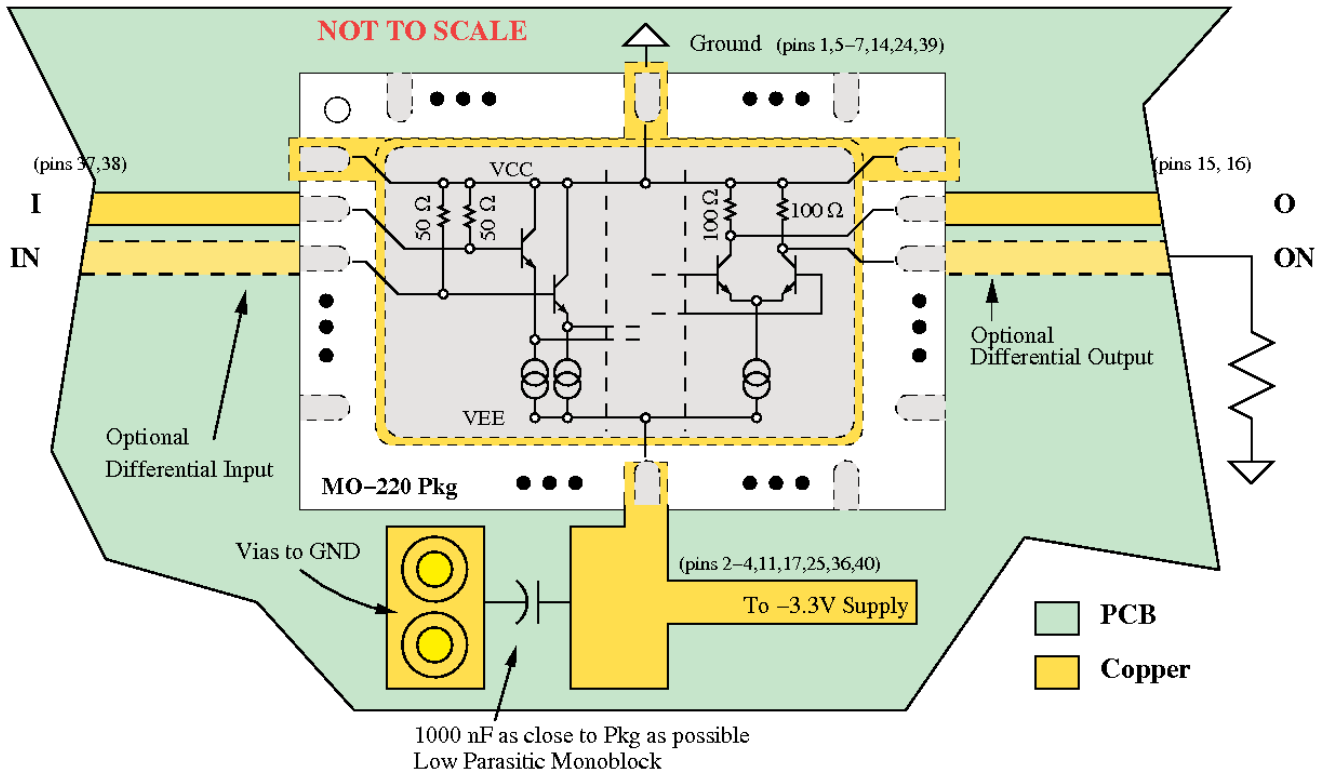 NOT TO SCALE
Ground (pins 1,5−7,14,24,39)
(pins 37,38)
(pins 15, 16)
VCC
I
50 Ω
50 Ω
100 Ω
100 Ω
O
IN
ON
Optional
Differential Output
VEE
Optional
Differential Input
MO−220 Pkg
Vias to GND
(pins 2−4,11,17,25,36,40)
To −3.3V Supply
PCB
Copper
1000 nF as close to Pkg as possible
Low Parasitic Monoblock